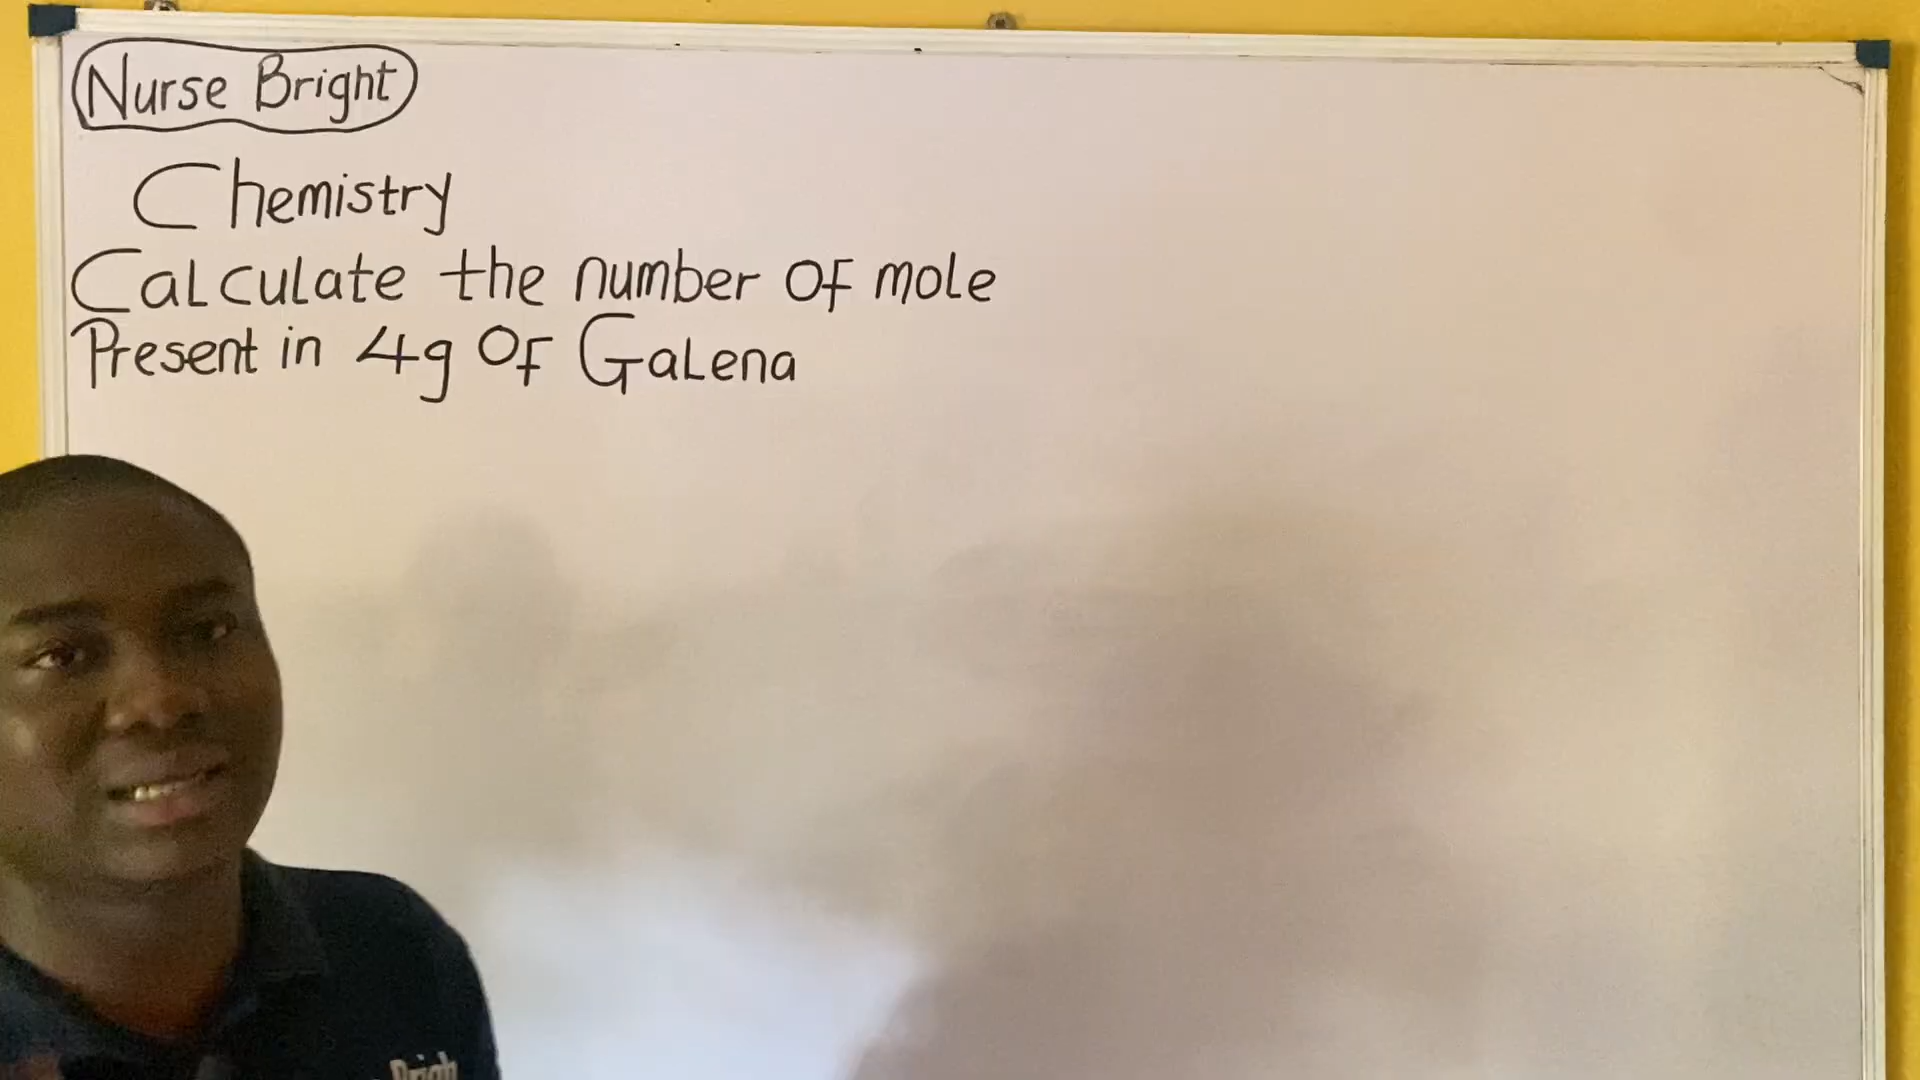 Nurse Bright
Chemistry
Calculate the number of mole
Present in 4g of Galena